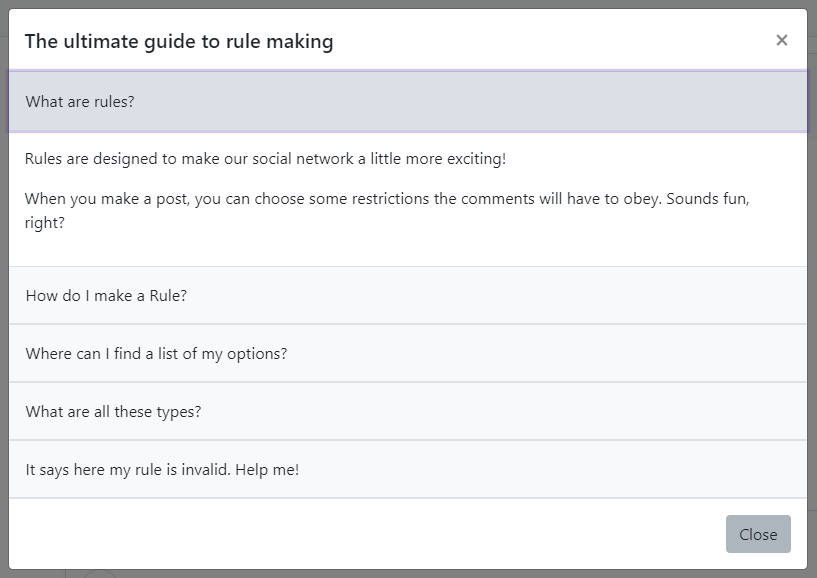 The ultimate guide to rule making
×
What are rules?
Rules are designed to make our social network a little more exciting!
When you make a post, you can choose some restrictions the comments will have to obey. Sounds fun,
right?
How do I make a Rule?
Where can I find a list of my options?
What are all these types?
It says here my rule is invalid. Help me!
Close